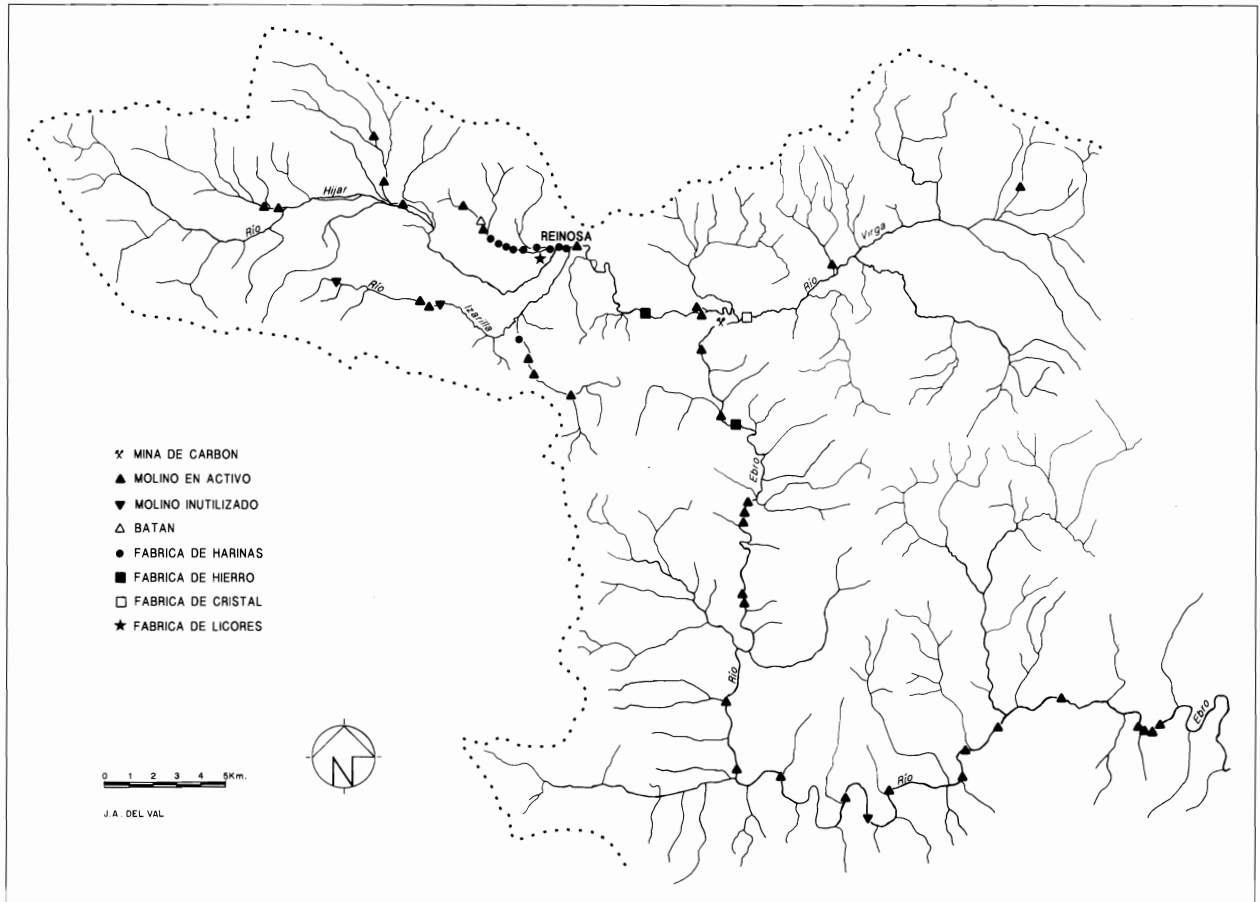 Hijar
Río
REINOSA
Virga
Río
Río
Izarilla
Ebro
MINA DE CARBON
MOLINO EN ACTIVO
MOLINO INUTILIZADO
BATAN
FABRICA DE HARINAS
FABRICA DE HIERRO
FABRICA DE CRISTAL
FABRICA DE LICORES
Río
Ebro
Río
N
0 1 2 3 4 5Km.
J.A. DEL VAL